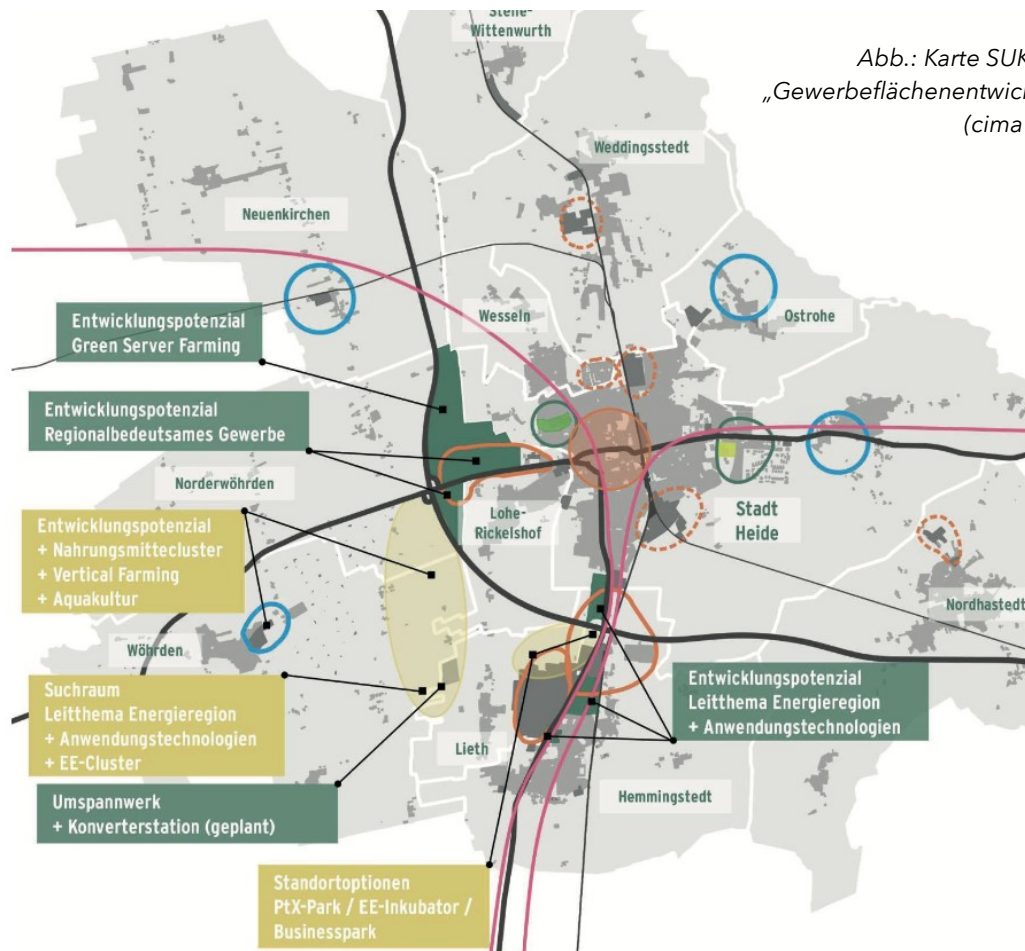 Stelle-
Wittenwurth
Abb.: Karte SUK
„Gewerbeflächenentwick
(cima
Weddingsstedt
Neuenkirchen
Wesseln
Ostrohe
Entwicklungspotenzial
Green Server Farming
Entwicklungspotenzial
Regionalbedeutsames Gewerbe
Norderwöhrden
Lohe-
Rickelshof
Stadt
Heide
Entwicklungspotenzial
+ Nahrungsmittecluster
+ Vertical Farming
+ Aquakultur
Nordhastedt
Wöhrden
Entwicklungspotenzial
Leitthema Energieregion
+ Anwendungstechnologien
Suchraum
Leitthema Energieregion
+ Anwendungstechnologien
+ EE-Cluster
Lieth
Hemmingstedt
Umspannwerk
+ Konverterstation (geplant)
Standortoptionen
PtX-Park / EE-Inkubator /
Businesspark